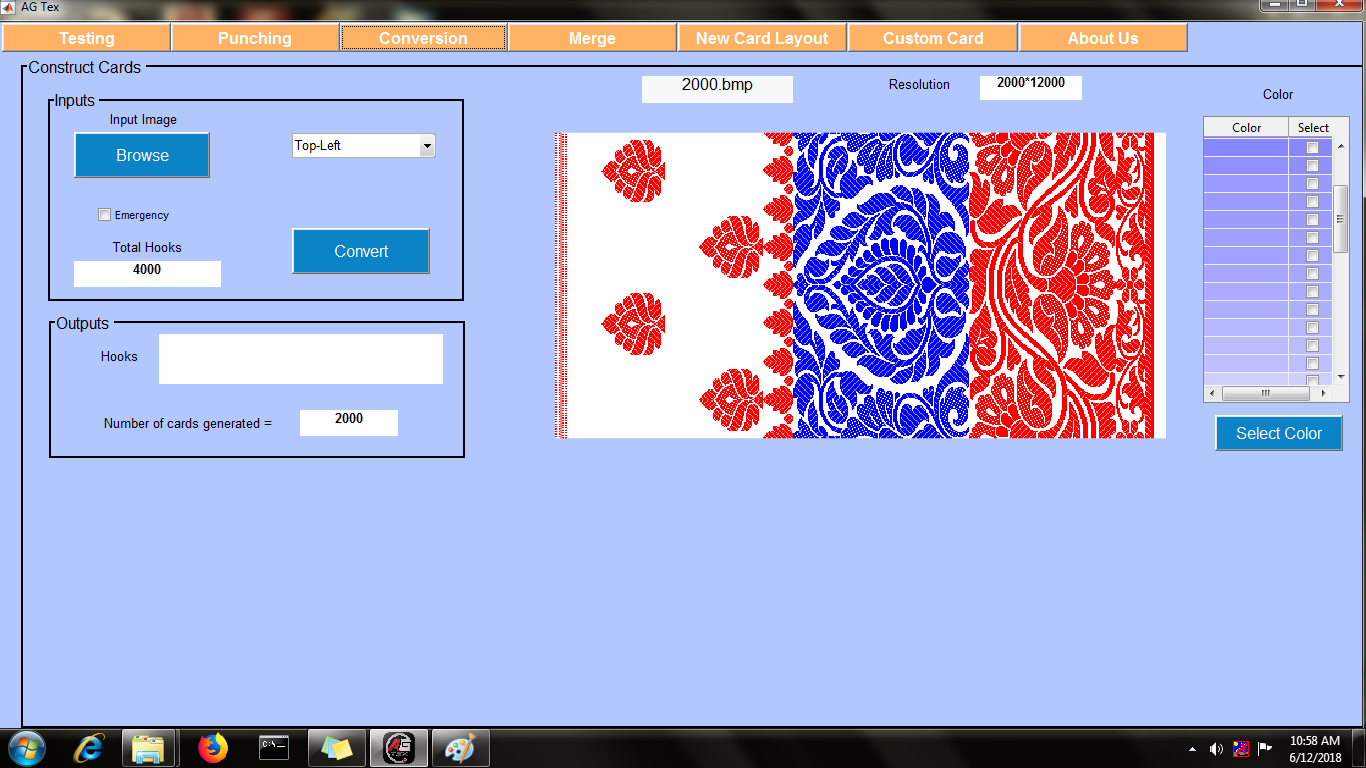 AG Tex
Testing Punching Conversion Merge New Card Layout Custom Card About Us
Construct Cards
2000.bmp
Resolution
2000*12000
Color
Inputs
Input Image
Browse
Top-Left
Emergency
Total Hooks
4000
Convert
Color Select
Select Color
Outputs
Hooks
Number of cards generated =
2000
C:\_
AG
TEX
10:58 AM
6/12/2018